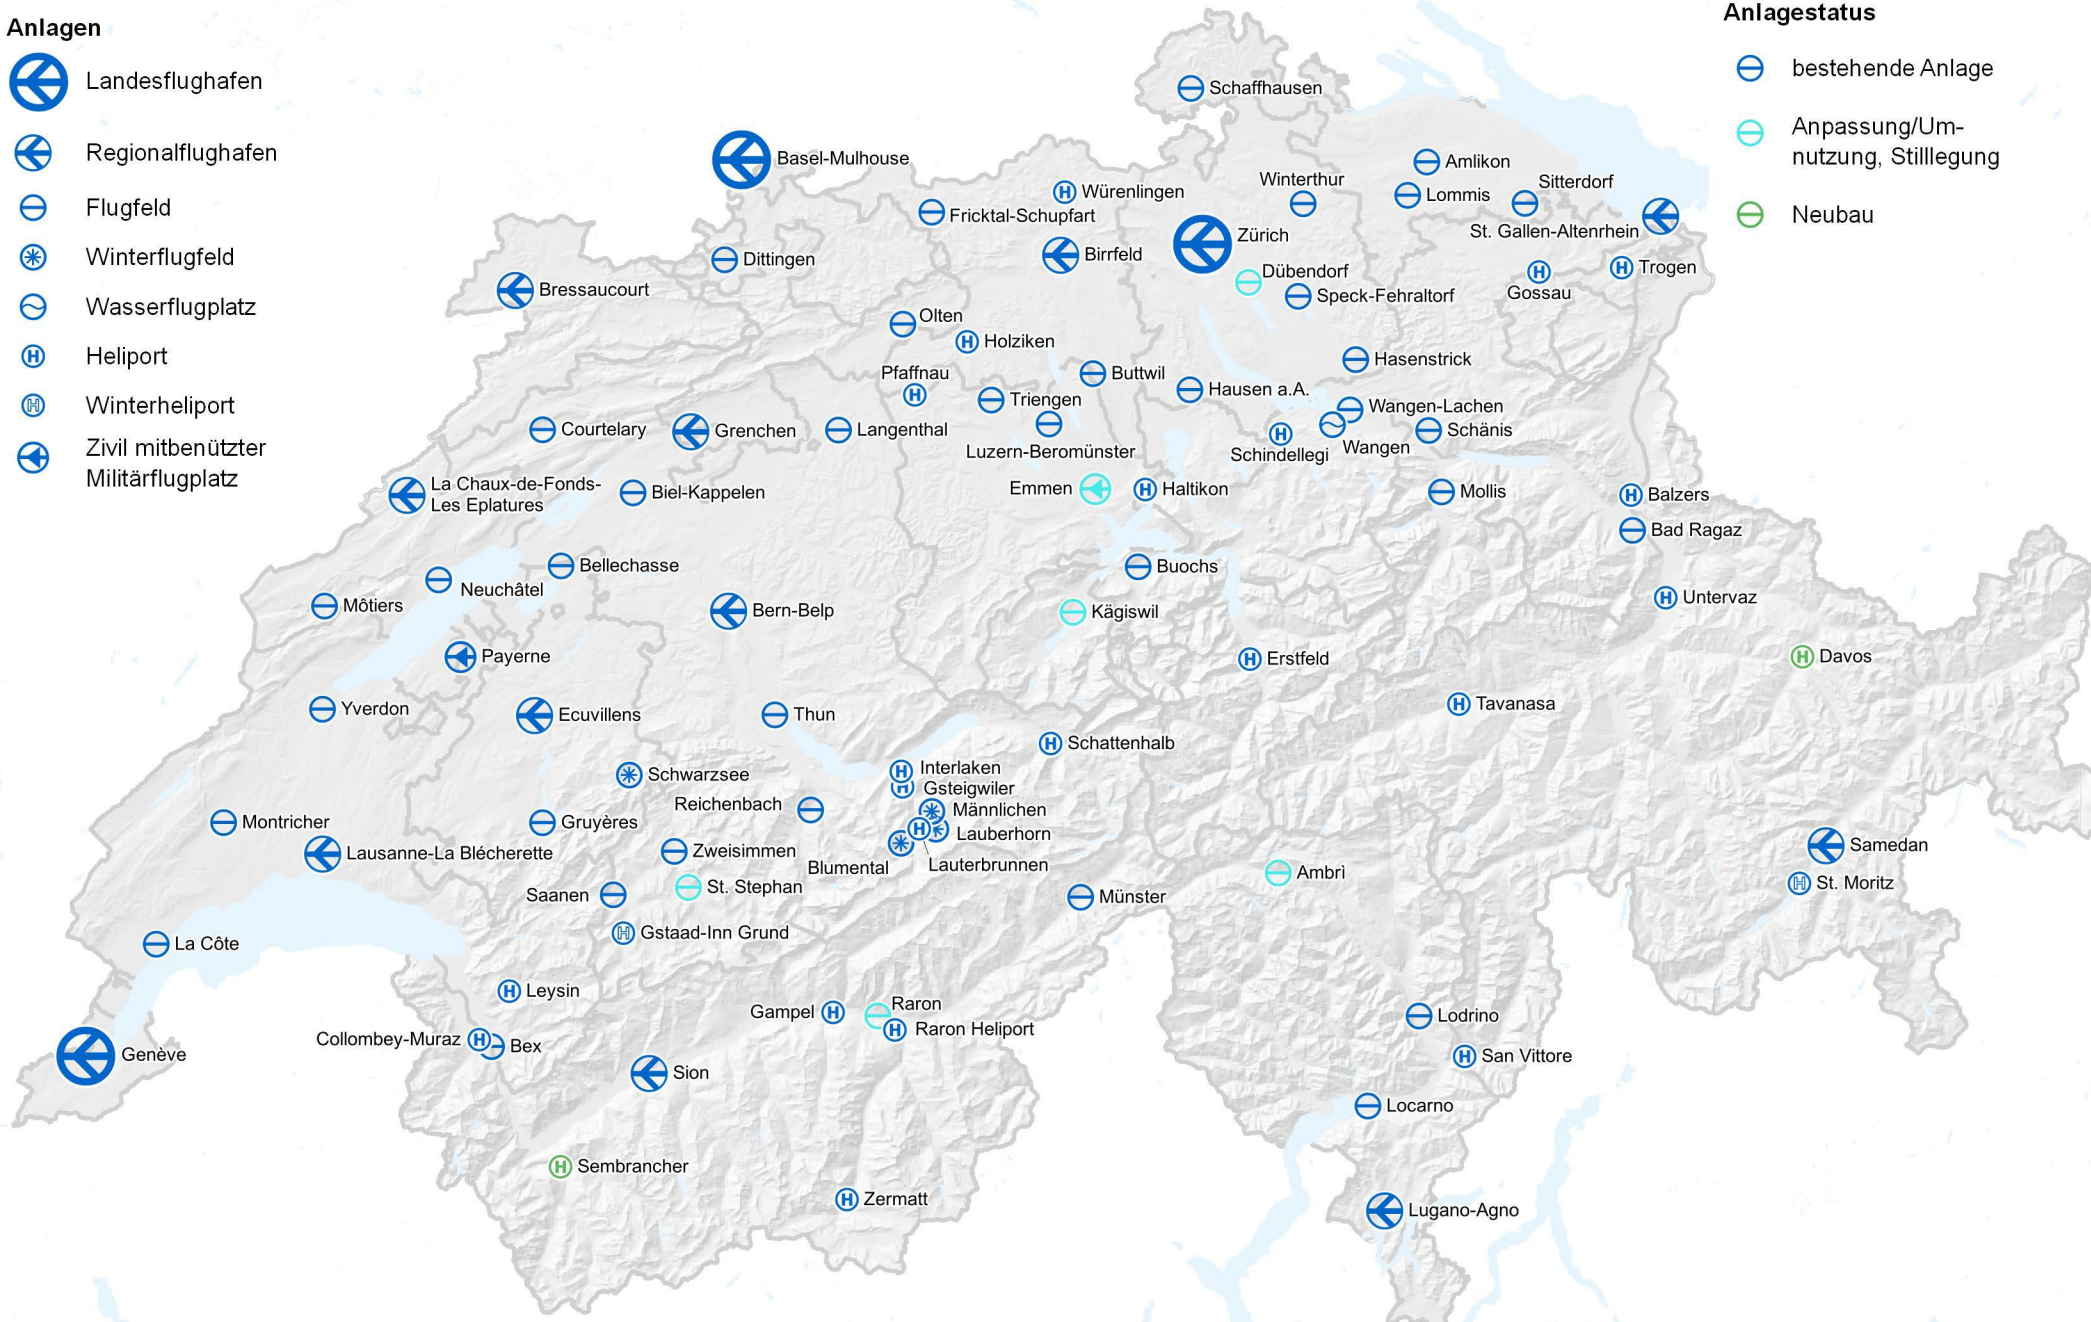 Anlagen
Landesflughafen
Regionalflughafen
Flugfeld
Winterflugfeld
Wasserflugplatz
Heliport
Winterheliport
Zivil mitbenützter
Militärflugplatz
Anlagestatus
bestehende Anlage
Anpassung/Um-
nutzung, Stilllegung
Neubau
Schaffhausen
Basel-Mulhouse
Amlikon
Winterthur
Sitterdorf
Würenlingen
Lommis
Fricktal-Schupfart
St. Gallen-Altenrhein
Zürich
Birrfeld
Dittingen
Trogen
Dübendorf
Gossau
Bressaucourt
Speck-Fehraltorf
Olten
Holziken
Hasenstrick
Pfaffnau
Buttwil
Hausen a.A.
Triengen
Wangen-Lachen
Courtelary
Grenchen
Langenthal
Schänis
Luzern-Beromünster
Schindellegi
Wangen
La Chaux-de-Fonds-
Les Eplatures
Biel-Kappelen
Emmen
Haltikon
Mollis
Balzers
Bad Ragaz
Bellechasse
Buochs
Neuchâtel
Untervaz
Môtiers
Bern-Belp
Kägiswil
Payerne
Erstfeld
Davos
Tavanasa
Yverdon
Ecuvillens
Thun
Schattenhalb
Interlaken
Schwarzsee
Gsteigwiler
Reichenbach
Männlichen
Montricher
Gruyères
Lauberhorn
Samedan
Lausanne-La Blécherette
Zweisimmen
Blumental
Lauterbrunnen
Ambrì
St. Moritz
St. Stephan
Saanen
Münster
Gstaad-Inn Grund
La Côte
Leysin
Raron
Gampel
Lodrino
Raron Heliport
Collombey-Muraz
Bex
Genève
San Vittore
Sion
Locarno
Sembrancher
Zermatt
Lugano-Agno